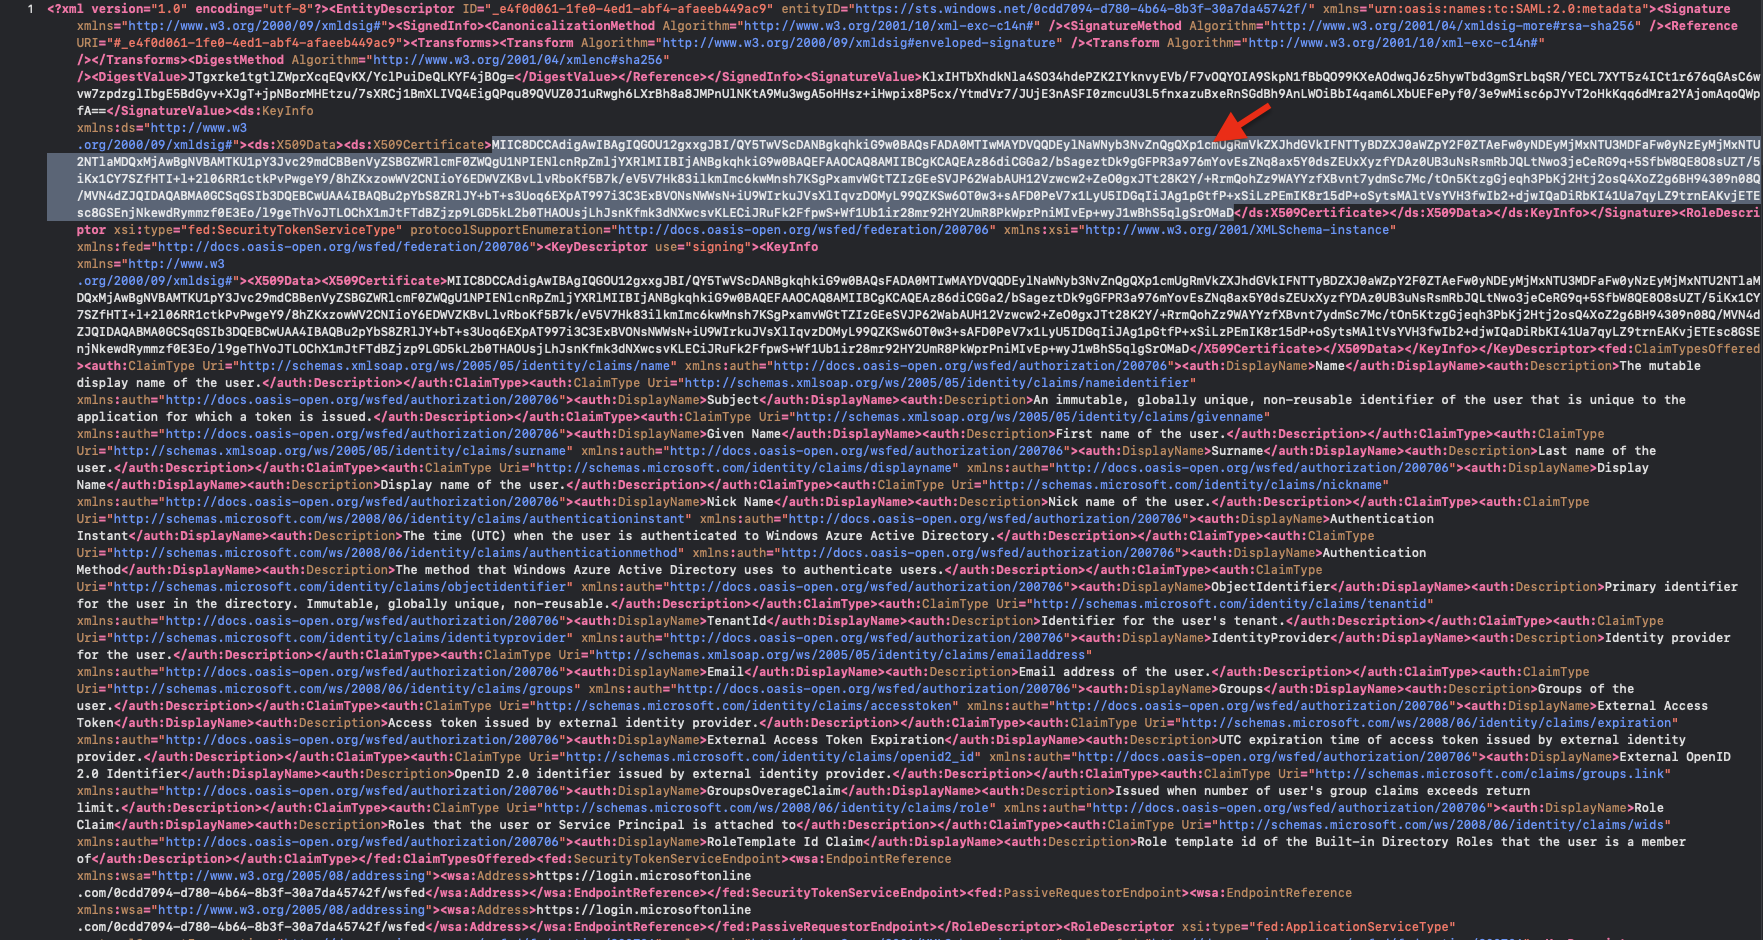 1 <?xml version="1.0" encoding="utf-8"?><EntityDescriptor ID="_e4f0d061-1fe0-4ed1-abf4-afaeeb449ac9" entityID="https://sts.windows.net/0cdd7094-d780-4b64-8b3f-30a7da45742f/" xmlns="urn:oasis:names:tc:SAML:2.0:metadata"><Signature
xmlns="http://www.w3.org/2000/09/xmldsig#"><SignedInfo><CanonicalizationMethod Algorithm="http://www.w3.org/2001/10/xml-exc-c14n#" /><SignatureMethod Algorithm="http://www.w3.org/2001/04/xmldsig-more#rsa-sha256" /><Reference
URI="#_e4f0d061-1fe0-4ed1-abf4-afaeeb449ac9"><Transforms><Transform Algorithm="http://www.w3.org/2000/09/xmldsig#enveloped-signature" /><Transform Algorithm="http://www.w3.org/2001/10/xml-exc-c14n#"
/></Transforms><DigestMethod Algorithm="http://www.w3.org/2001/04/xmlenc#sha256"
/><DigestValue>JTgxrke1tgtlZWprXcqEQvKX/YclPuiDeQLKYF4jBOg=</DigestValue></Reference></SignedInfo><SignatureValue>
</SignatureValue><ds:KeyInfo
xmlns:ds="http://www.w3
.org/2000/09/xmldsig#"><ds:X509Data><ds:X509Certificate>
</ds:X509Certificate></ds:X509Data></ds:KeyInfo></Signature><RoleDescri
ptor xsi:type="fed:SecurityTokenServiceType" protocolSupportEnumeration="http://docs.oasis-open.org/wsfed/federation/200706" xmlns:xsi="http://www.w3.org/2001/XMLSchema-instance"
xmlns:fed="http://docs.oasis-open.org/wsfed/federation/200706"><KeyDescriptor use="signing"><KeyInfo
xmlns="http://www.w3
.org/2000/09/xmldsig#"><X509Data><X509Certificate>
</X509Certificate></X509Data></KeyInfo></KeyDescriptor><fed:ClaimTypesOffered
><auth:ClaimType Uri="http://schemas.xmlsoap.org/ws/2005/05/identity/claims/name" xmlns:auth="http://docs.oasis-open.org/wsfed/authorization/200706"><auth:DisplayName>Name</auth:DisplayName><auth:Description>The mutable
display name of the user.</auth:Description></auth:ClaimType><auth:ClaimType Uri="http://schemas.xmlsoap.org/ws/2005/05/identity/claims/nameidentifier"
xmlns:auth="http://docs.oasis-open.org/wsfed/authorization/200706"><auth:DisplayName>Subject</auth:DisplayName><auth:Description>An immutable, globally unique, non-reusable identifier of the user that is unique to the
application for which a token is issued.</auth:Description></auth:ClaimType><auth:ClaimType Uri="http://schemas.xmlsoap.org/ws/2005/05/identity/claims/givenname"
xmlns:auth="http://docs.oasis-open.org/wsfed/authorization/200706"><auth:DisplayName>Given Name</auth:DisplayName><auth:Description>First name of the user.</auth:Description></auth:ClaimType><auth:ClaimType
Uri="http://schemas.xmlsoap.org/ws/2005/05/identity/claims/surname" xmlns:auth="http://docs.oasis-open.org/wsfed/authorization/200706"><auth:DisplayName>Surname</auth:DisplayName><auth:Description>Last name of the
user.</auth:Description></auth:ClaimType><auth:ClaimType Uri="http://schemas.microsoft.com/identity/claims/displayname" xmlns:auth="http://docs.oasis-open.org/wsfed/authorization/200706"><auth:DisplayName>Display
Name</auth:DisplayName><auth:Description>Display name of the user.</auth:Description></auth:ClaimType><auth:ClaimType Uri="http://schemas.microsoft.com/identity/claims/nickname"
xmlns:auth="http://docs.oasis-open.org/wsfed/authorization/200706"><auth:DisplayName>Nick Name</auth:DisplayName><auth:Description>Nick name of the user.</auth:Description></auth:ClaimType><auth:ClaimType
Uri="http://schemas.microsoft.com/ws/2008/06/identity/claims/authenticationinstant" xmlns:auth="http://docs.oasis-open.org/wsfed/authorization/200706"><auth:DisplayName>Authentication
Instant</auth:DisplayName><auth:Description>The time (UTC) when the user is authenticated to Windows Azure Active Directory.</auth:Description></auth:ClaimType><auth:ClaimType
Uri="http://schemas.microsoft.com/ws/2008/06/identity/claims/authenticationmethod" xmlns:auth="http://docs.oasis-open.org/wsfed/authorization/200706"><auth:DisplayName>Authentication
Method</auth:DisplayName><auth:Description>The method that Windows Azure Active Directory uses to authenticate users.</auth:Description></auth:ClaimType><auth:ClaimType
Uri="http://schemas.microsoft.com/identity/claims/objectidentifier" xmlns:auth="http://docs.oasis-open.org/wsfed/authorization/200706"><auth:DisplayName>ObjectIdentifier</auth:DisplayName><auth:Description>Primary identifier
for the user in the directory. Immutable, globally unique, non-reusable.</auth:Description></auth:ClaimType><auth:ClaimType Uri="http://schemas.microsoft.com/identity/claims/tenantid"
xmlns:auth="http://docs.oasis-open.org/wsfed/authorization/200706"><auth:DisplayName>TenantId</auth:DisplayName><auth:Description>Identifier for the user's tenant.</auth:Description></auth:ClaimType><auth:ClaimType
Uri="http://schemas.microsoft.com/identity/claims/identityprovider" xmlns:auth="http://docs.oasis-open.org/wsfed/authorization/200706"><auth:DisplayName>IdentityProvider</auth:DisplayName><auth:Description>Identity provider
for the user.</auth:Description></auth:ClaimType><auth:ClaimType Uri="http://schemas.xmlsoap.org/ws/2005/05/identity/claims/emailaddress"
xmlns:auth="http://docs.oasis-open.org/wsfed/authorization/200706"><auth:DisplayName>Email</auth:DisplayName><auth:Description>Email address of the user.</auth:Description></auth:ClaimType><auth:ClaimType
Uri="http://schemas.microsoft.com/ws/2008/06/identity/claims/groups" xmlns:auth="http://docs.oasis-open.org/wsfed/authorization/200706"><auth:DisplayName>Groups</auth:DisplayName><auth:Description>Groups of the
user.</auth:Description></auth:ClaimType><auth:ClaimType Uri="http://schemas.microsoft.com/identity/claims/accesstoken" xmlns:auth="http://docs.oasis-open.org/wsfed/authorization/200706"><auth:DisplayName>External Access
Token</auth:DisplayName><auth:Description>Access token issued by external identity provider.</auth:Description></auth:ClaimType><auth:ClaimType Uri="http://schemas.microsoft.com/ws/2008/06/identity/claims/expiration"
xmlns:auth="http://docs.oasis-open.org/wsfed/authorization/200706"><auth:DisplayName>External Access Token Expiration</auth:DisplayName><auth:Description>UTC expiration time of access token issued by external identity
provider.</auth:Description></auth:ClaimType><auth:ClaimType Uri="http://schemas.microsoft.com/identity/claims/openid2_id" xmlns:auth="http://docs.oasis-open.org/wsfed/authorization/200706"><auth:DisplayName>External OpenID
2.0 Identifier</auth:DisplayName><auth:Description>OpenID 2.0 identifier issued by external identity provider.</auth:Description></auth:ClaimType><auth:ClaimType Uri="http://schemas.microsoft.com/claims/groups.link"
xmlns:auth="http://docs.oasis-open.org/wsfed/authorization/200706"><auth:DisplayName>GroupsOverageClaim</auth:DisplayName><auth:Description>Issued when number of user's group claims exceeds return
limit.</auth:Description></auth:ClaimType><auth:ClaimType Uri="http://schemas.microsoft.com/ws/2008/06/identity/claims/role" xmlns:auth="http://docs.oasis-open.org/wsfed/authorization/200706"><auth:DisplayName>Role
Claim</auth:DisplayName><auth:Description>Roles that the user or Service Principal is attached to</auth:Description></auth:ClaimType><auth:ClaimType Uri="http://schemas.microsoft.com/ws/2008/06/identity/claims/wids"
xmlns:auth="http://docs.oasis-open.org/wsfed/authorization/200706"><auth:DisplayName>RoleTemplate Id Claim</auth:DisplayName><auth:Description>Role template id of the Built-in Directory Roles that the user is a member
of</auth:Description></auth:ClaimType></fed:ClaimTypesOffered><fed:SecurityTokenServiceEndpoint><wsa:EndpointReference
xmlns:wsa="http://www.w3.org/2005/08/addressing"><wsa:Address>https://login.microsoftonline
.com/0cdd7094-d780-4b64-8b3f-30a7da45742f/wsfed</wsa:Address></wsa:EndpointReference></fed:SecurityTokenServiceEndpoint><fed:PassiveRequestorEndpoint><wsa:EndpointReference
xmlns:wsa="http://www.w3.org/2005/08/addressing"><wsa:Address>https://login.microsoftonline
.com/0cdd7094-d780-4b64-8b3f-30a7da45742f/wsfed</wsa:Address></wsa:EndpointReference></fed:PassiveRequestorEndpoint></RoleDescriptor><RoleDescriptor xsi:type="fed:ApplicationServiceType"